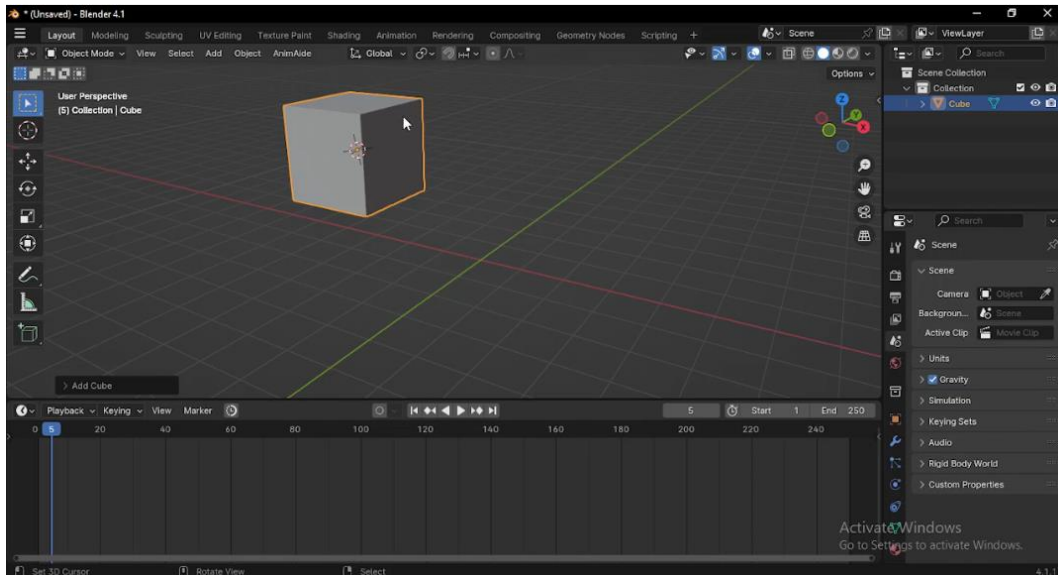 * (Unsaved) - Blender 4.1
Layout Modeling Sculpting UV Editing Texture Paint Shading Animation Rendering Compositing Geometry Nodes Scripting + Scene ViewLayer
Object Mode View Select Add Object AnimAide Global Search
Options
User Perspective
(5) Collection | Cube
Z
Y
X
Scene Collection
Collection
Cube
Search
Scene
Scene
Camera Object
Backgroun... Scene
Active Clip Movie Clip
Units
Gravity
Simulation
Keying Sets
Audio
Rigid Body World
Custom Properties
Add Cube
Playback Keying View Marker 5 Start 1 End 250
0 5 20 40 60 80 100 120 140 160 180 200 220 240
Activate Windows
Go to Settings to activate Windows.
Set 3D Cursor Rotate View Select 4.1.1